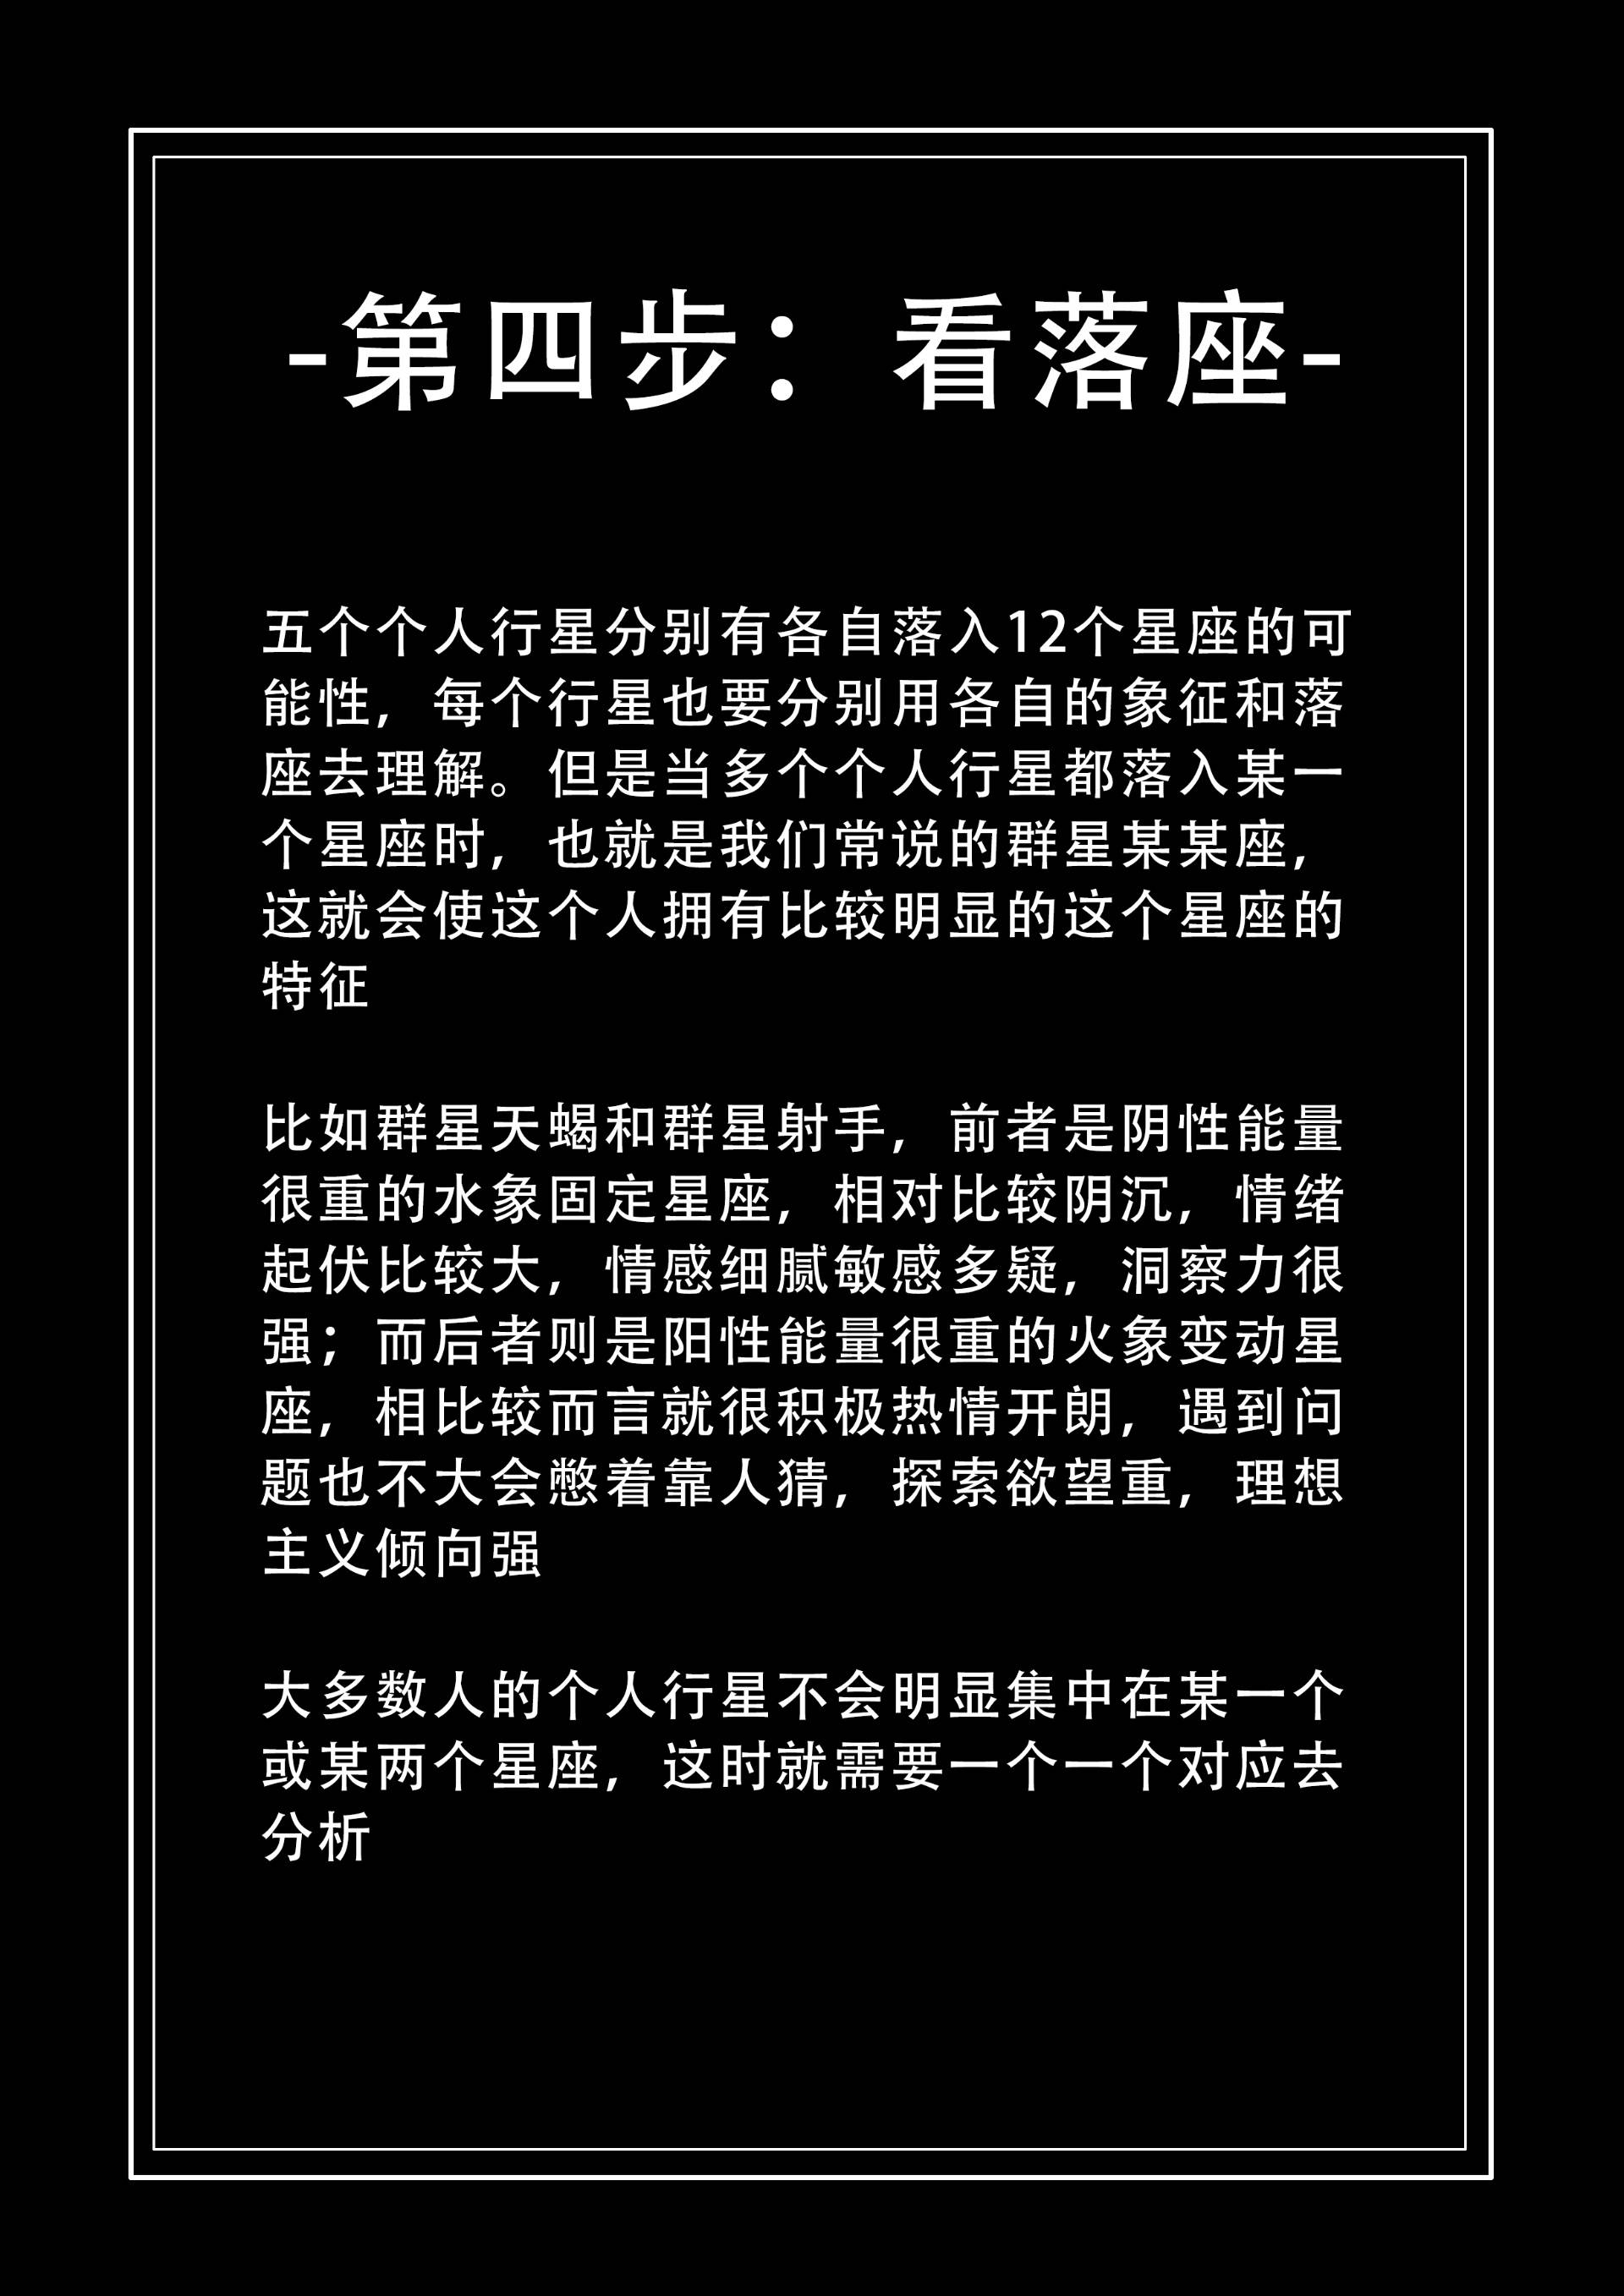 -第四步：看落座-
五个个人行星分别有各自落入12个星座的可
能性，每个行星也要分别用各自的象征和落
座去理解。但是当多个个人行星都落入某一
个星座时，也就是我们常说的群星某某座，
这就会使这个人拥有比较明显的这个星座的
特征
比如群星天蝎和群星射手，前者是阴性能量
很重的水象固定星座，相对比较阴沉，情绪
起伏比较大，情感细腻敏感多疑，洞察力很
强；而后者则是阳性能量很重的火象变动星
座，相比较而言就很积极热情开朗，遇到问
题也不大会憋着靠人猜，探索欲望重，理想
主义倾向强
大多数人的个人行星不会明显集中在某一个
或某两个星座，这时就需要一个一个对应去
分析